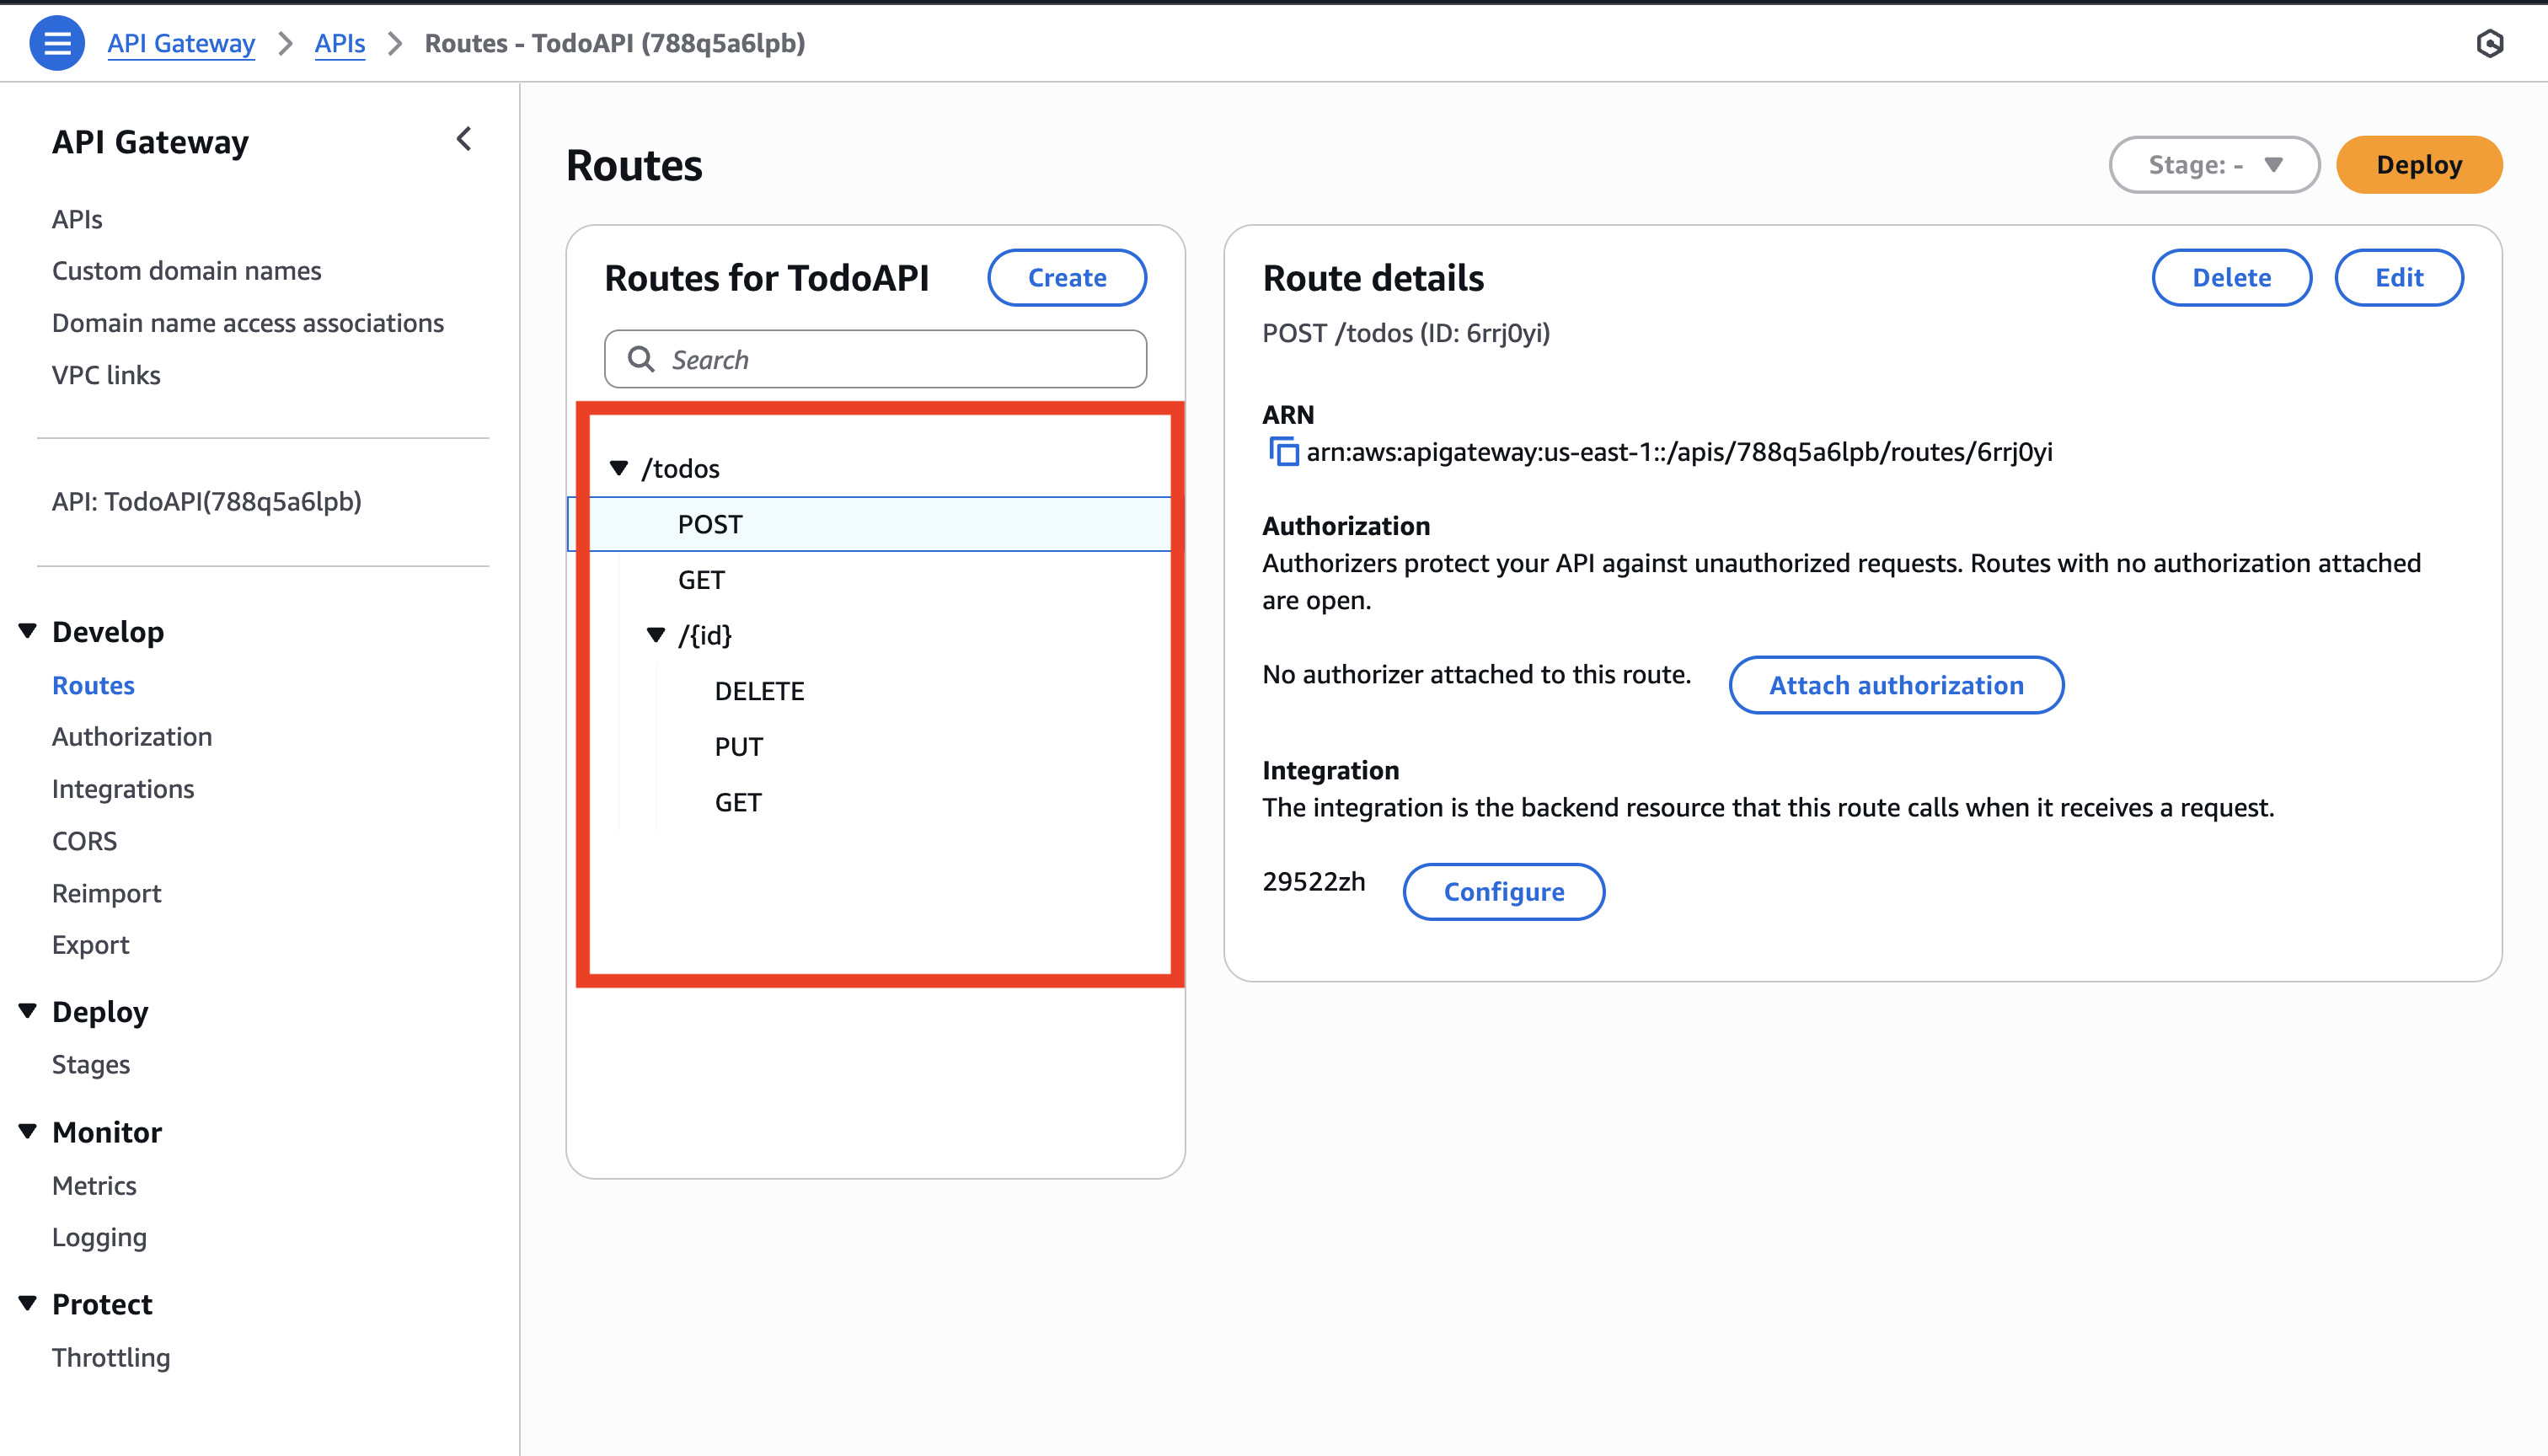 API Gateway > APIs > Routes - TodoAPI (788q5a6lpb)
API Gateway
APIs
Custom domain names
Domain name access associations
VPC links
API: TodoAPI(788q5a6lpb)
Develop
Routes
Authorization
Integrations
CORS
Reimport
Export
Deploy
Stages
Monitor
Metrics
Logging
Protect
Throttling
Routes
Stage: -
Deploy
Routes for TodoAPI
Create
Search
/todos
POST
GET
/{id}
DELETE
PUT
GET
Route details
Delete
Edit
POST /todos (ID: 6rrj0yi)
ARN
arn:aws:apigateway:us-east-1::/apis/788q5a6lpb/routes/6rrj0yi
Authorization
Authorizers protect your API against unauthorized requests. Routes with no authorization attached
are open.
No authorizer attached to this route.
Attach authorization
Integration
The integration is the backend resource that this route calls when it receives a request.
29522zh
Configure